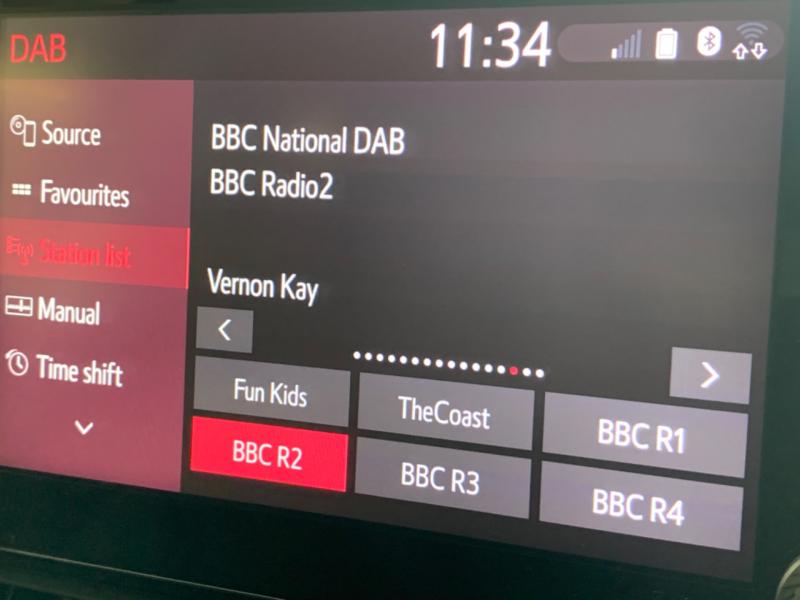 DAB
11:34
Source
Favourites
Station list
Manual
Time shift
BBC National DAB
BBC Radio2
Vernon Kay
Fun Kids
TheCoast
BBC R1
BBC R2
BBC R3
BBC R4